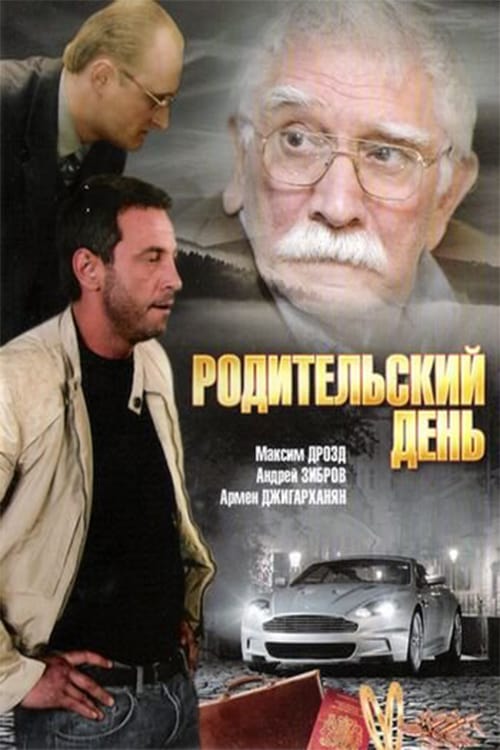 РОДИТЕЛЬСКИЙ
ДЕНЬ
Максим ДРОЗД
Андрей ЗИБРОВ
Армен ДЖИГАРХАНЯН